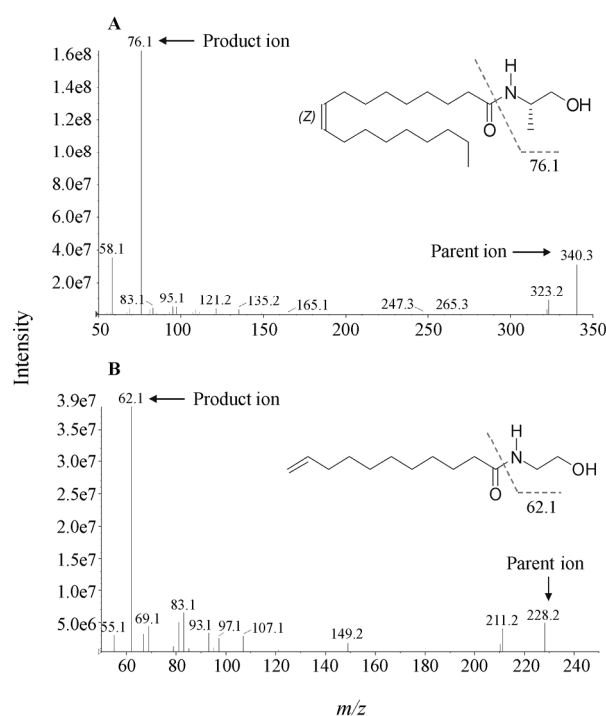 A
76.1 Product ion
1.6e8
1.4e8
1.2e8
1.0e8
8.0e7
6.0e7
4.0e7
2.0e7
58.1
83.1
95.1
121.2
135.2
165.1
247.3
265.3
323.2
340.3
Parent ion
(Z)
H
N
O
OH
76.1
50 100 150 200 250 300 350
Intensity
B
62.1 Product ion
3.9e7
3.5e7
3.0e7
2.5e7
2.0e7
1.5e7
1.0e7
5.0e6
55.1
69.1
83.1
93.1
97.1
107.1
149.2
211.2
228.2
Parent ion
H
N
O
OH
62.1
60 80 100 120 140 160 180 200 220 240
m/z